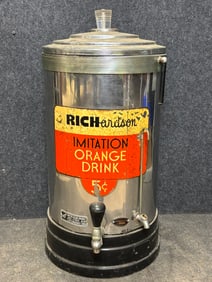 RICHardson
IMITATION
ORANGE
DRINK
5¢